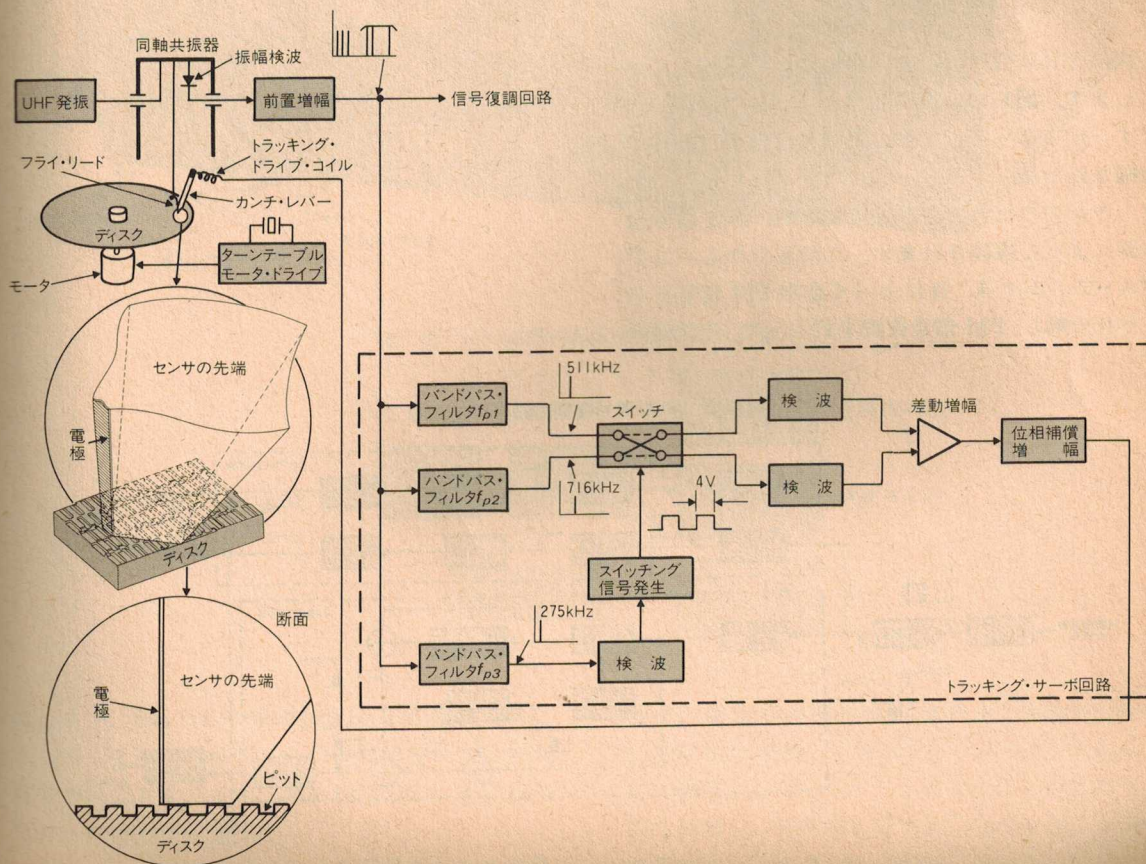 同軸共振器
振幅検波
UHF発振
前置増幅
信号復調回路
フライ・リード
トラッキング・
ドライブ・コイル
カンチ・レバー
ディスク
ターンテーブル
モータ・ドライブ
モータ
センサの先端
電極
ディスク
断面
センサの先端
電極
ピット
ディスク
バンドパス・
フィルタfp1
511kHz
スイッチ
検波
差動増幅
位相補償
増幅
バンドパス・
フィルタfp2
716kHz
4V
検波
スイッチング
信号発生
バンドパス・
フィルタfp3
275kHz
検波
トラッキング・サーボ回路